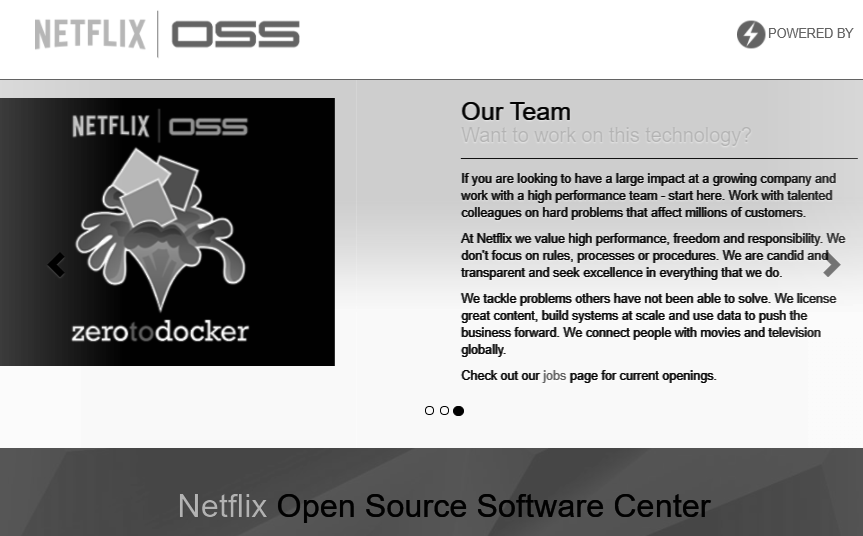 NETFLIX OSS
POWERED BY
NETFLIX OSS
zerotodocker
Our Team
Want to work on this technology?
If you are looking to have a large impact at a growing company and
work with a high performance team - start here. Work with talented
colleagues on hard problems that affect millions of customers.
At Netflix we value high performance, freedom and responsibility. We
don't focus on rules, processes or procedures. We are candid and
transparent and seek excellence in everything that we do.
We tackle problems others have not been able to solve. We license
great content, build systems at scale and use data to push the
business forward. We connect people with movies and television
globally.
Check out our jobs page for current openings.
Netflix Open Source Software Center